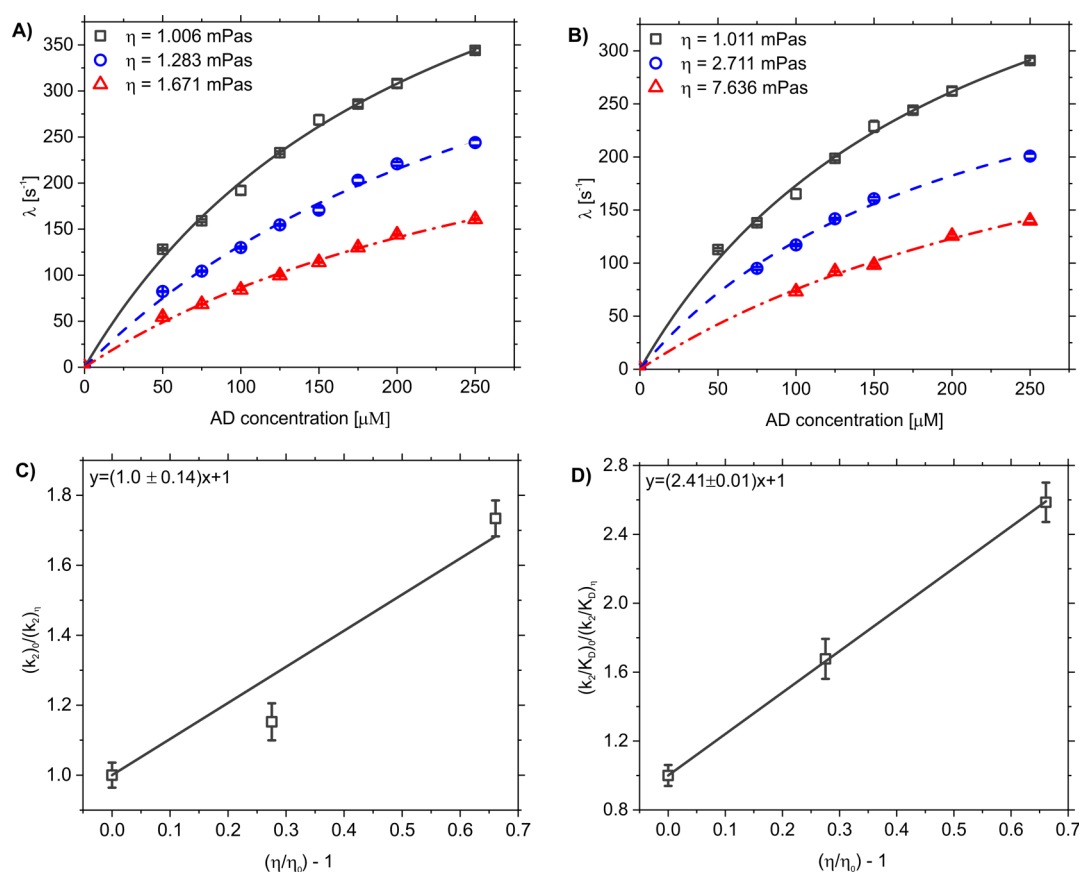 A)
η = 1.006 mPas
η = 1.283 mPas
η = 1.671 mPas
350
300
250
200
150
100
50
0
λ [s⁻¹]
0 50 100 150 200 250
AD concentration [μM]
B)
η = 1.011 mPas
η = 2.711 mPas
η = 7.636 mPas
300
250
200
150
100
50
0
λ [s⁻¹]
0 50 100 150 200 250
AD concentration [μM]
C)
y=(1.0 ± 0.14)x+1
1.8
1.6
1.4
1.2
1.0
(k₂)₀/(k₂)η
0.0 0.1 0.2 0.3 0.4 0.5 0.6 0.7
(η/η₀) - 1
D)
y=(2.41±0.01)x+1
2.8
2.4
2.0
1.6
1.2
0.8
(k₂/K_D)₀/(k₂/K_D)η
0.0 0.1 0.2 0.3 0.4 0.5 0.6 0.7
(η/η₀) - 1